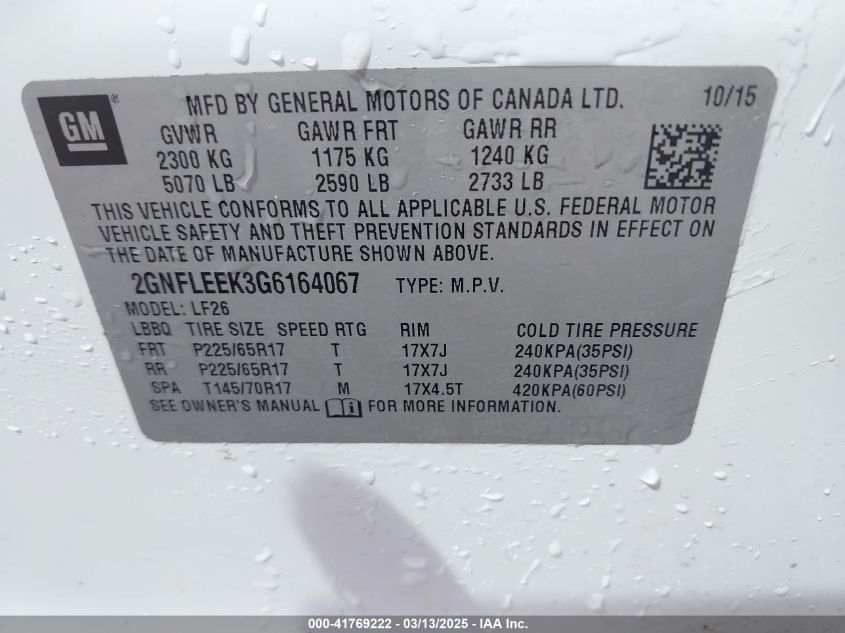 GM®
MFD BY GENERAL MOTORS OF CANADA LTD. 10/15
GVWR GAWR FRT GAWR RR
2300 KG 1175 KG 1240 KG
5070 LB 2590 LB 2733 LB
THIS VEHICLE CONFORMS TO ALL APPLICABLE U.S. FEDERAL MOTOR
VEHICLE SAFETY AND THEFT PREVENTION STANDARDS IN EFFECT ON
THE DATE OF MANUFACTURE SHOWN ABOVE.
2GNFLEEK3G6164067 TYPE: M.P.V.
MODEL: LF26
LBBQ TIRE SIZE SPEED RTG RIM COLD TIRE PRESSURE
FRT P225/65R17 T 17X7J 240KPA(35PSI)
RR P225/65R17 T 17X7J 240KPA(35PSI)
SPA T145/70R17 M 17X4.5T 420KPA(60PSI)
SEE OWNER'S MANUAL i FOR MORE INFORMATION.
000-41769222 - 03/13/2025 - IAA Inc.